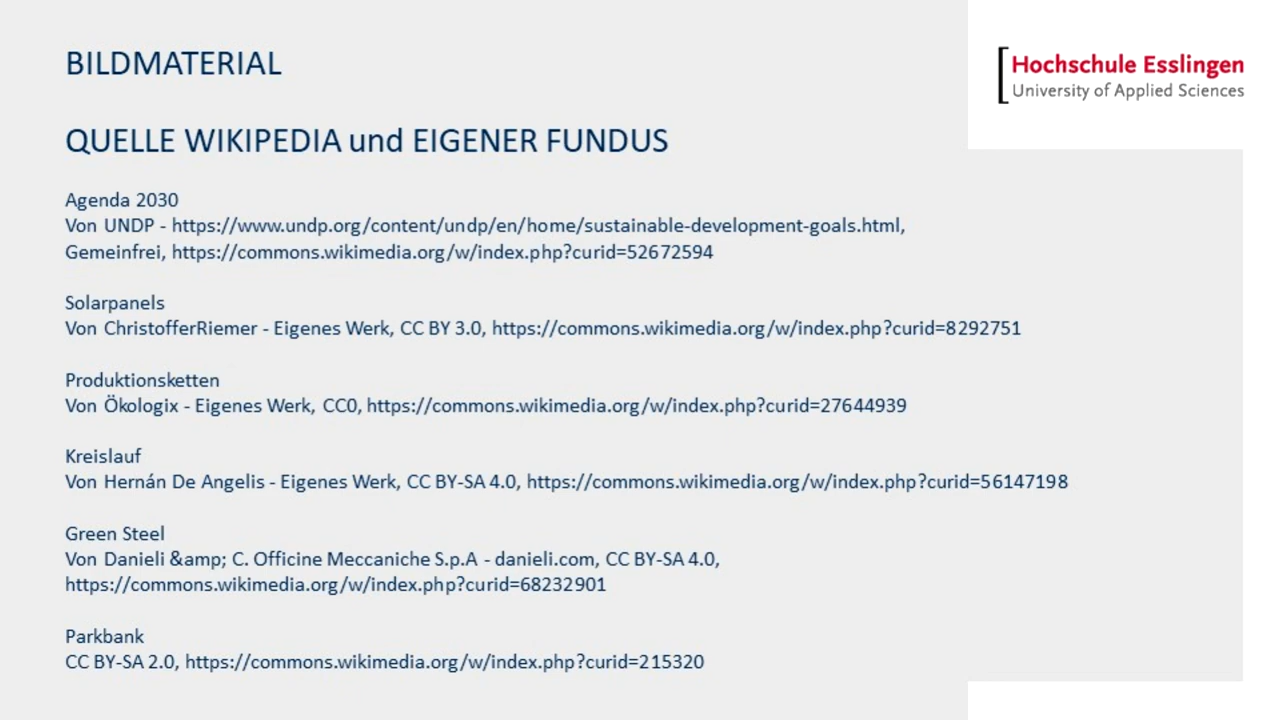 BILDMATERIAL
Hochschule Esslingen
University of Applied Sciences
QUELLE WIKIPEDIA und EIGENER FUNDUS
Agenda 2030
Von UNDP - https://www.undp.org/content/undp/en/home/sustainable-development-goals.html,
Gemeinfrei, https://commons.wikimedia.org/w/index.php?curid=52672594
Solarpanels
Von ChristofferRiemer - Eigenes Werk, CC BY 3.0, https://commons.wikimedia.org/w/index.php?curid=8292751
Produktionsketten
Von Ökologix - Eigenes Werk, CC0, https://commons.wikimedia.org/w/index.php?curid=27644939
Kreislauf
Von Hernán De Angelis - Eigenes Werk, CC BY-SA 4.0, https://commons.wikimedia.org/w/index.php?curid=56147198
Green Steel
Von Danieli &amp; C. Officine Meccaniche S.p.A - danieli.com, CC BY-SA 4.0,
https://commons.wikimedia.org/w/index.php?curid=68232901
Parkbank
CC BY-SA 2.0, https://commons.wikimedia.org/w/index.php?curid=215320